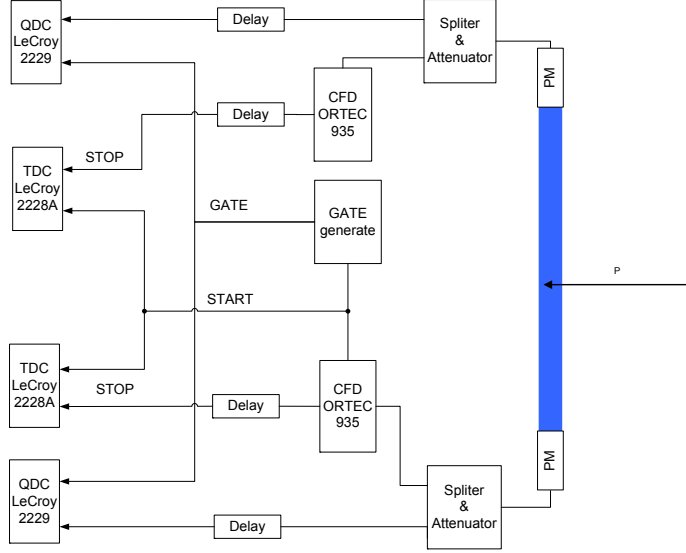 QDC
LeCroy
2229
Delay
Spliter
&
Attenuator
PM
CFD
ORTEC
935
Delay
STOP
TDC
LeCroy
2228A
GATE
GATE
generate
P
START
TDC
LeCroy
2228A
STOP
Delay
CFD
ORTEC
935
PM
QDC
LeCroy
2229
Delay
Spliter
&
Attenuator